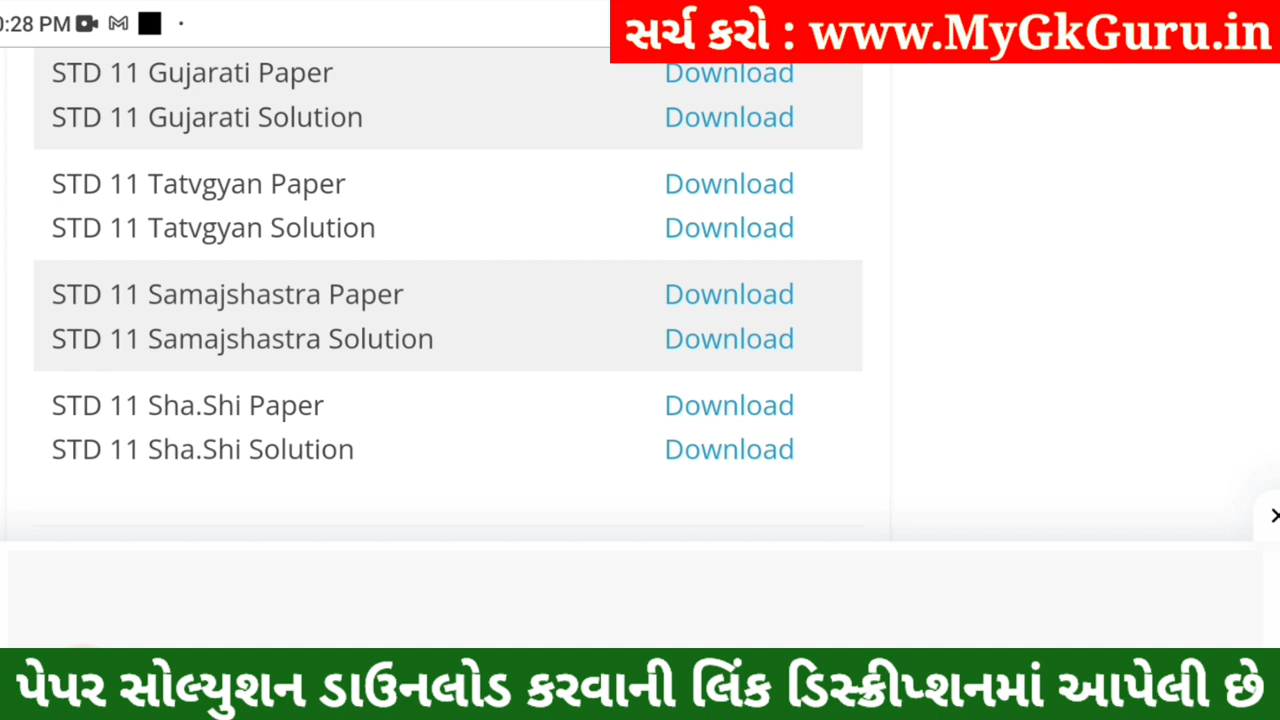 0:28 PM
સર્ચ કરો : www.MyGkGuru.in
STD 11 Gujarati Paper Download
STD 11 Gujarati Solution Download
STD 11 Tatvgyan Paper Download
STD 11 Tatvgyan Solution Download
STD 11 Samajshastra Paper Download
STD 11 Samajshastra Solution Download
STD 11 Sha.Shi Paper Download
STD 11 Sha.Shi Solution Download
પેપર સોલ્યુશન ડાઉનલોડ કરવાની લિંક ડિસ્ક્રીપ્શનમાં આપેલી છે